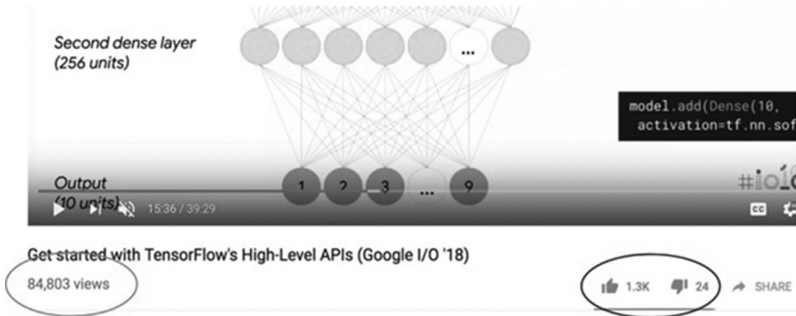 Second dense layer
(256 units)
...
model.add(Dense(10,
activation=tf.nn.sof
Output
(10 units)
1 2 3 ... 9
#io18
15:36 / 39:29
CC
Get started with TensorFlow's High-Level APIs (Google I/O '18)
84,803 views
1.3K 24 SHARE